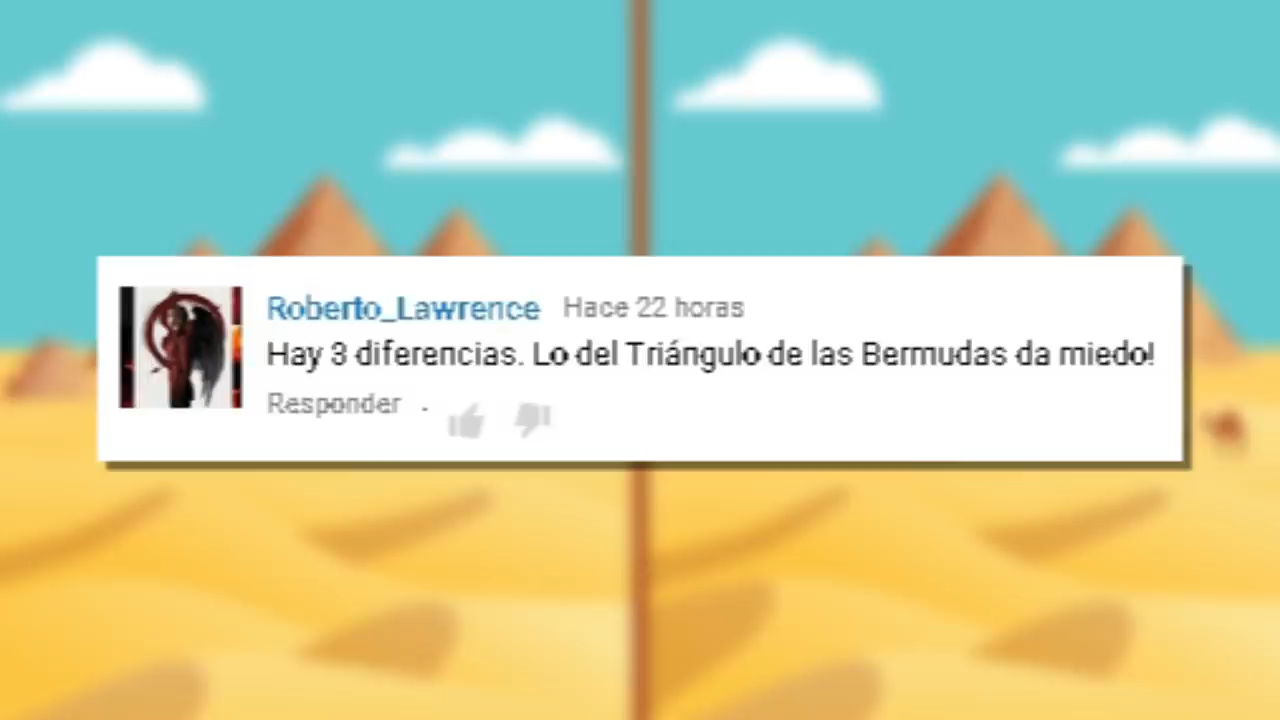 Roberto_Lawrence Hace 22 horas
Hay 3 diferencias. Lo del Triángulo de las Bermudas da miedo!
Responder ·